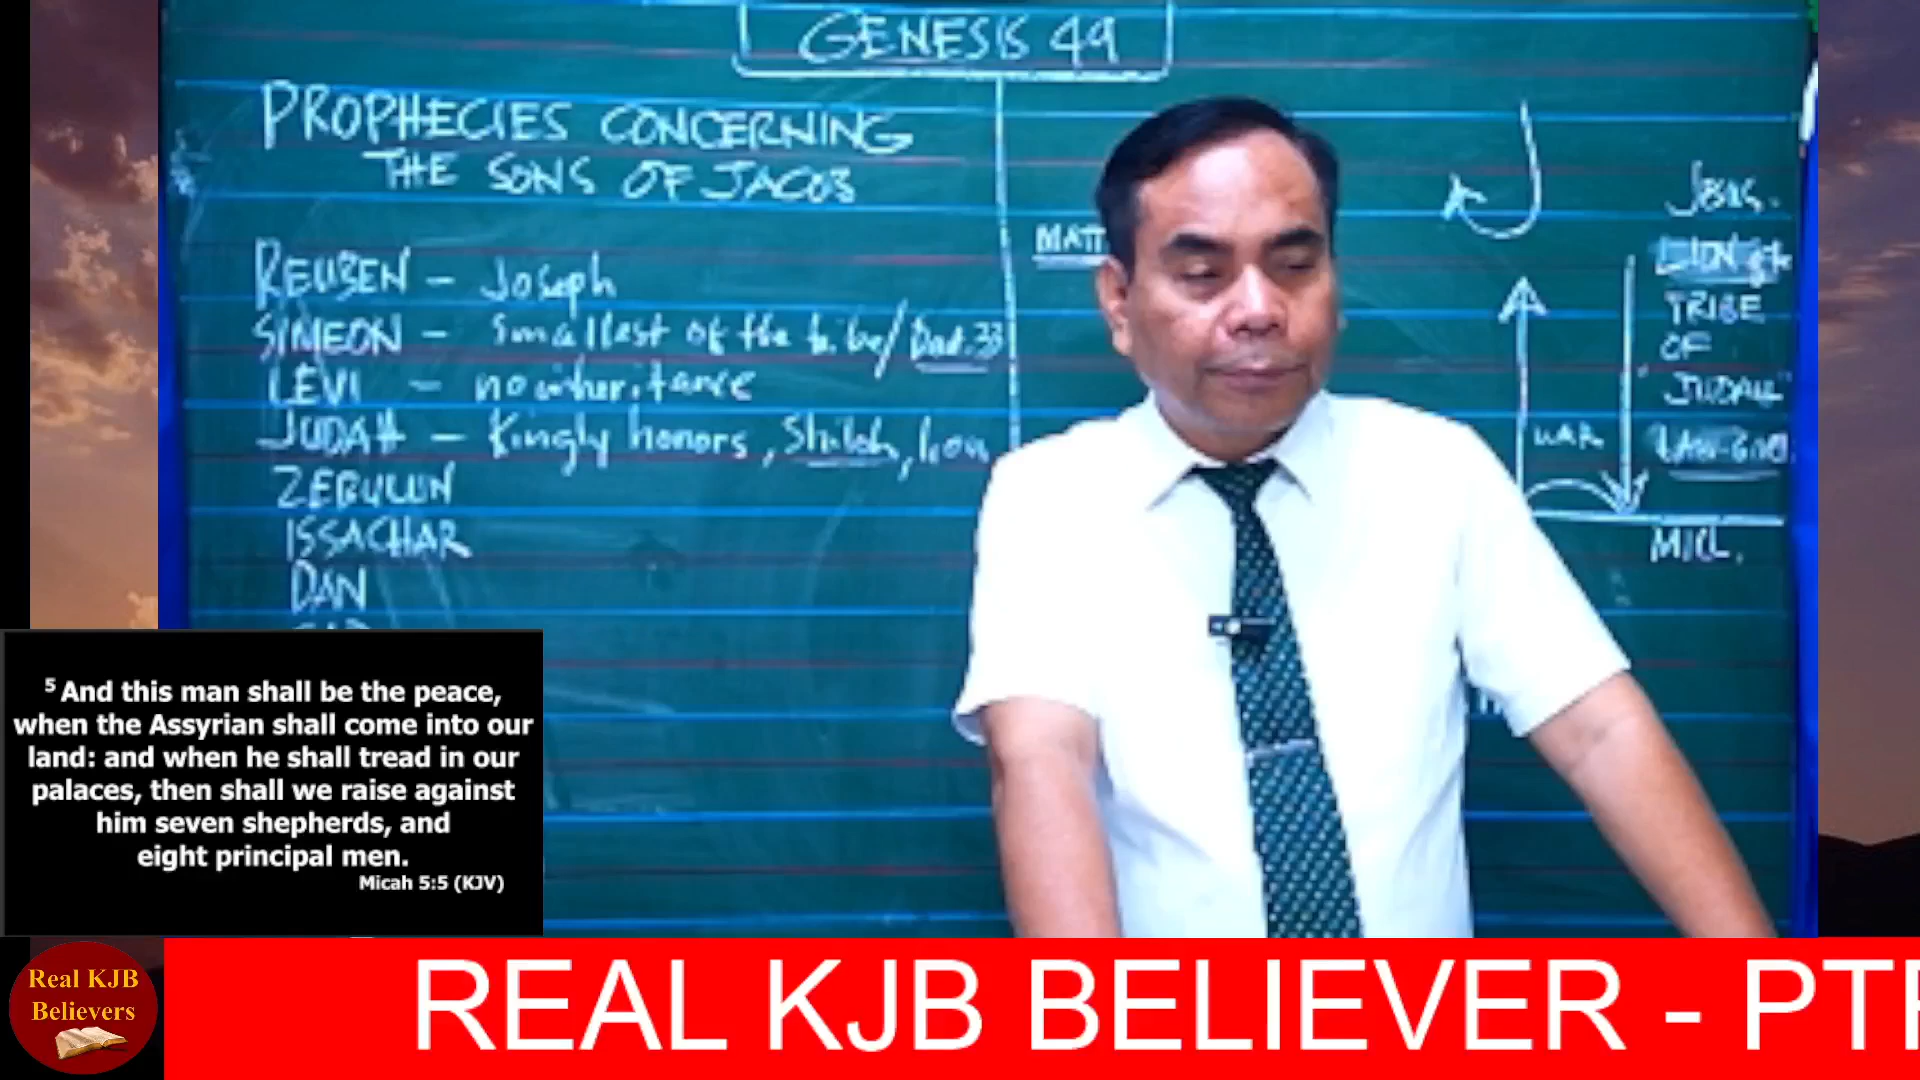 GENESIS 49
PROPHECIES CONCERNING
THE SONS OF JACOB
REUBEN - Joseph
SIMEON - Smallest of the tribe/
LEVI - no inheritance
JUDAH - Kingly honors, Shiloh,
ZEBULUN
ISSACHAR
DAN
MATT
Jesus.
LION of the
TRIBE
OF
JUDAH
WAR
MILL.
5 And this man shall be the peace,
when the Assyrian shall come into our
land: and when he shall tread in our
palaces, then shall we raise against
him seven shepherds, and
eight principal men.
Micah 5:5 (KJV)
Real KJB
Believers
REAL KJB BELIEVER - PT